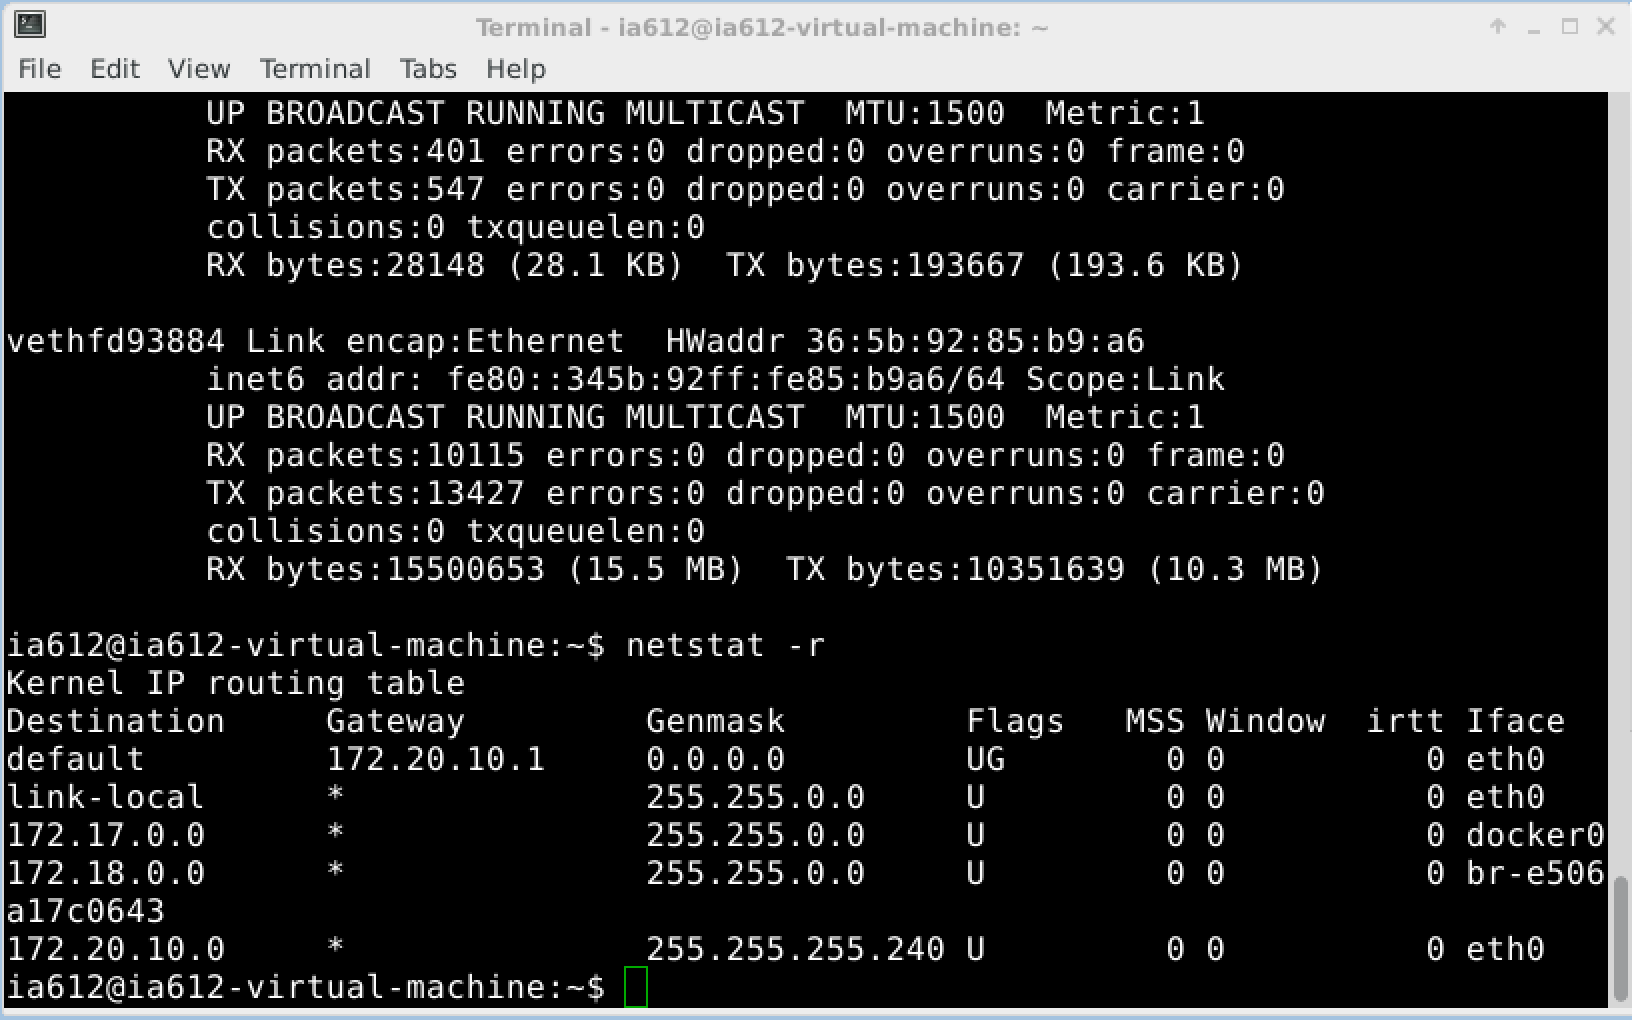 Terminal - ia612@ia612-virtual-machine: ~
File Edit View Terminal Tabs Help
UP BROADCAST RUNNING MULTICAST  MTU:1500  Metric:1
RX packets:401 errors:0 dropped:0 overruns:0 frame:0
TX packets:547 errors:0 dropped:0 overruns:0 carrier:0
collisions:0 txqueuelen:0
RX bytes:28148 (28.1 KB)  TX bytes:193667 (193.6 KB)
vethfd93884 Link encap:Ethernet  HWaddr 36:5b:92:85:b9:a6
inet6 addr: fe80::345b:92ff:fe85:b9a6/64 Scope:Link
UP BROADCAST RUNNING MULTICAST  MTU:1500  Metric:1
RX packets:10115 errors:0 dropped:0 overruns:0 frame:0
TX packets:13427 errors:0 dropped:0 overruns:0 carrier:0
collisions:0 txqueuelen:0
RX bytes:15500653 (15.5 MB)  TX bytes:10351639 (10.3 MB)
ia612@ia612-virtual-machine:~$ netstat -r
Kernel IP routing table
Destination     Gateway         Genmask         Flags   MSS Window  irtt Iface
default         172.20.10.1     0.0.0.0         UG        0 0          0 eth0
link-local      *               255.255.0.0     U         0 0          0 eth0
172.17.0.0      *               255.255.0.0     U         0 0          0 docker0
172.18.0.0      *               255.255.0.0     U         0 0          0 br-e506
a17c0643
172.20.10.0     *               255.255.255.240 U         0 0          0 eth0
ia612@ia612-virtual-machine:~$